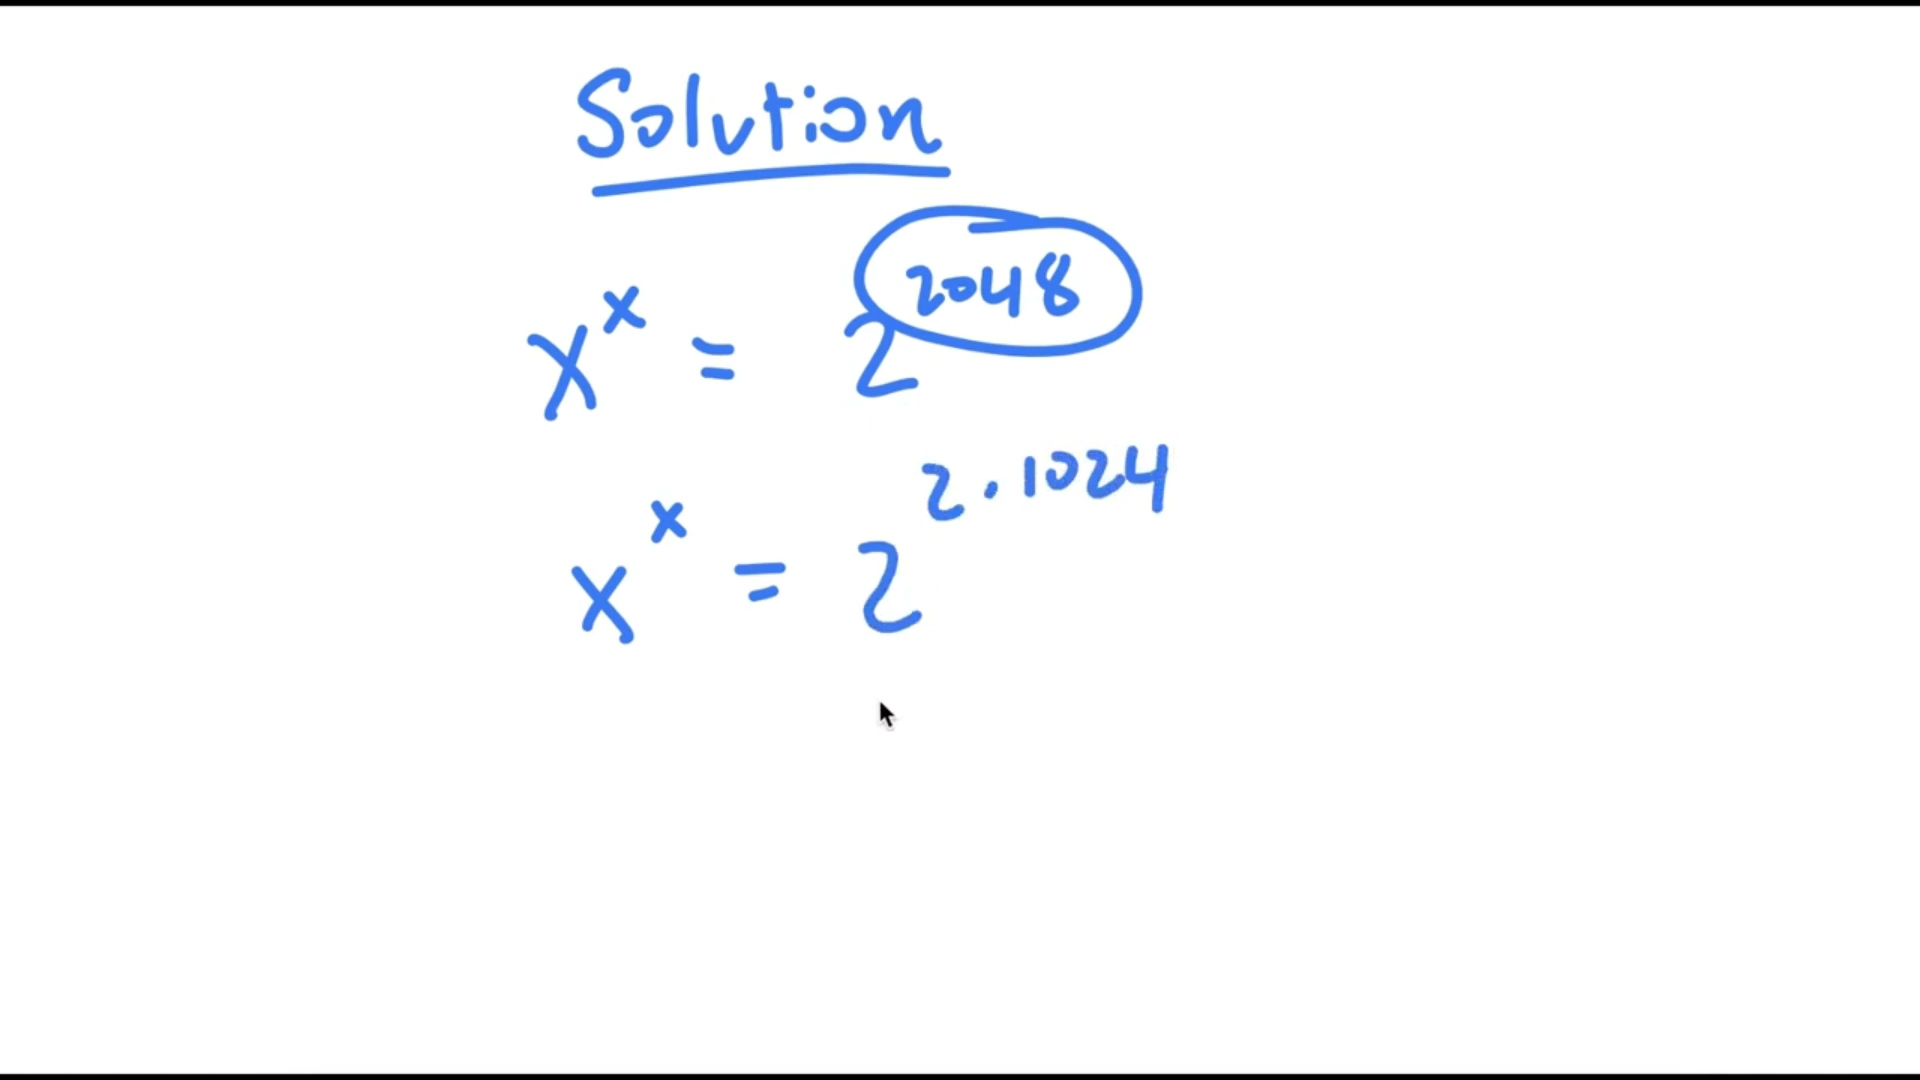 Solution
x^x = 2^2048
x^x = 2^2.1024